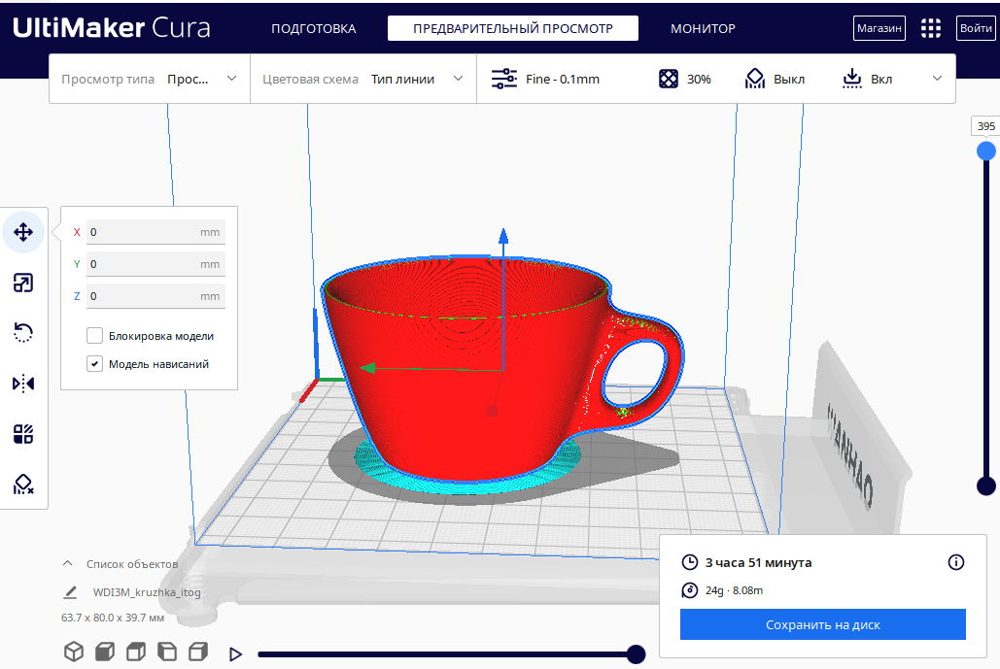 UltiMaker Cura ПОДГОТОВКА ПРЕДВАРИТЕЛЬНЫЙ ПРОСМОТР МОНИТОР Магазин Войти
Просмотр типа Прос... Цветовая схема Тип линии Fine - 0.1mm 30% Выкл Вкл
395
X 0 mm
Y 0 mm
Z 0 mm
Блокировка модели
Модель нависаний
WANHAO
Список объектов
WDI3M_kruzhka_itog
63.7 x 80.0 x 39.7 мм
3 часа 51 минута
24g · 8.08m
Сохранить на диск